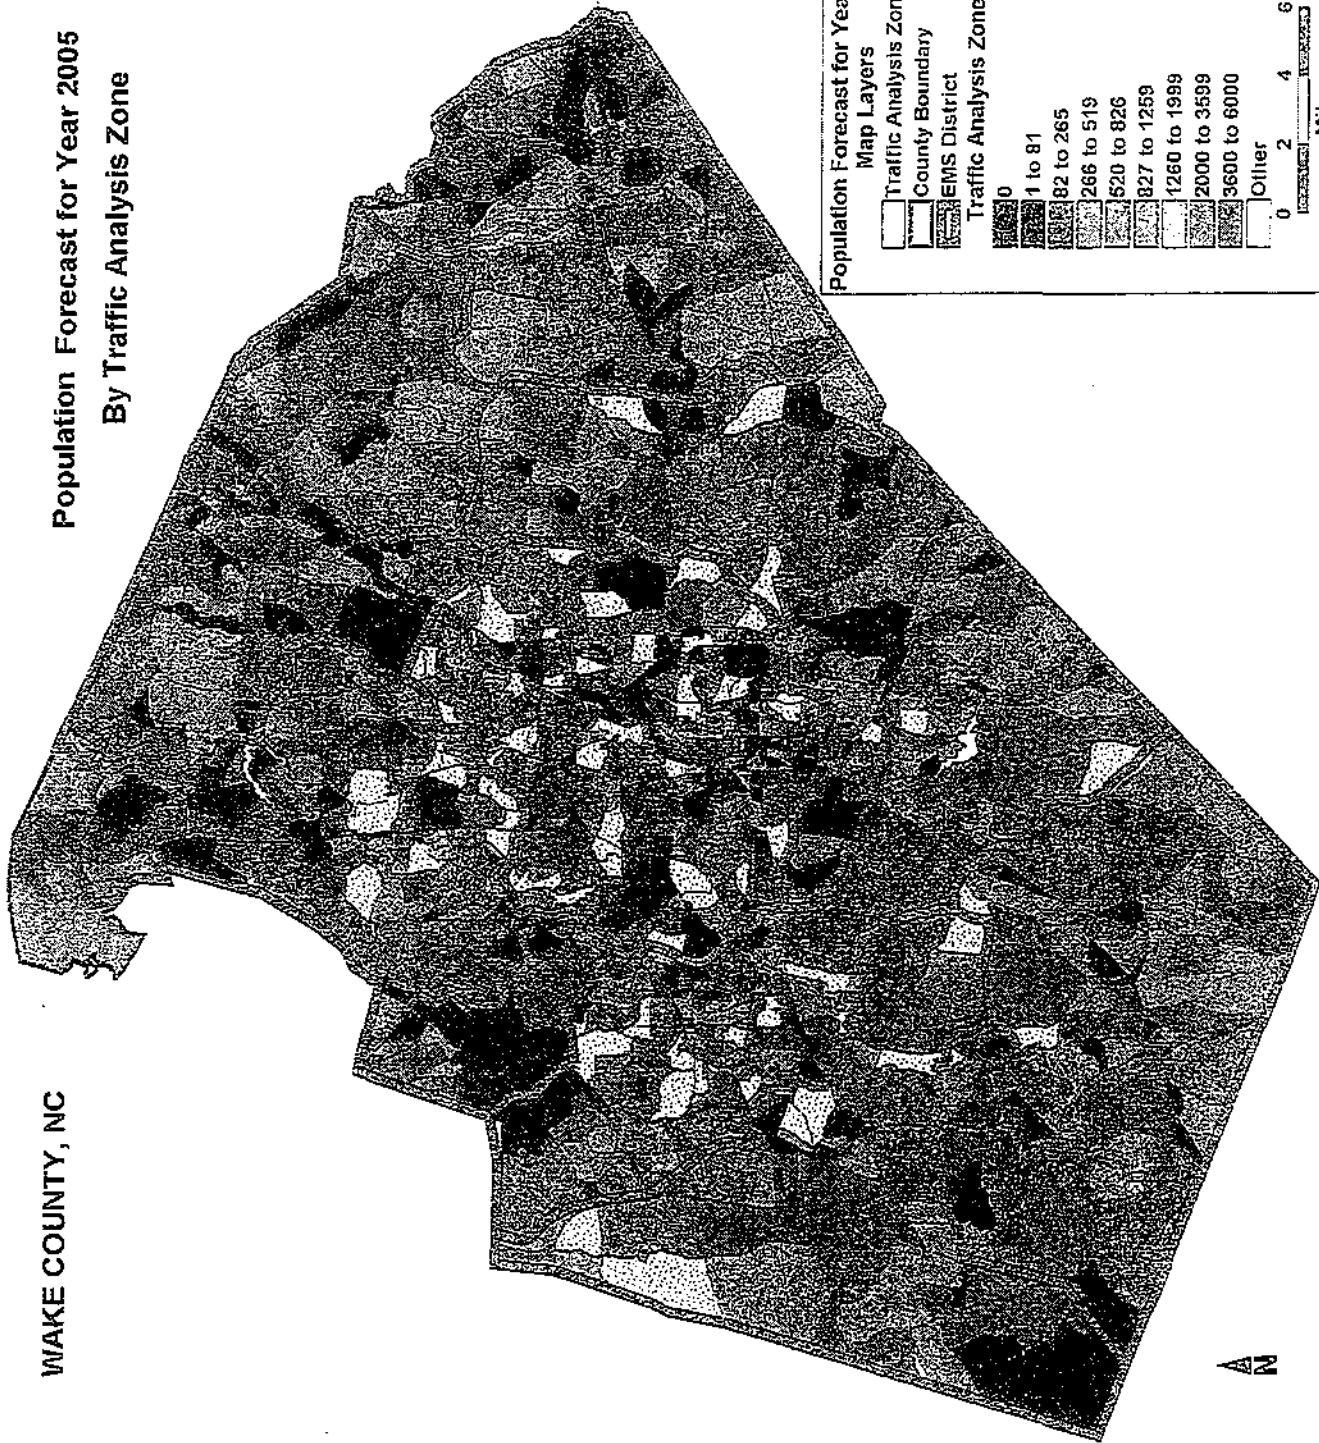 WAKE COUNTY, NC
Population Forecast for Year 2005
By Traffic Analysis Zone
N
Population Forecast for Yea
Map Layers
Traffic Analysis Zon
County Boundary
EMS District
Traffic Analysis Zone
0
1 to 81
82 to 265
266 to 519
520 to 826
827 to 1259
1260 to 1999
2000 to 3599
3600 to 6000
Other
0 2 4 6